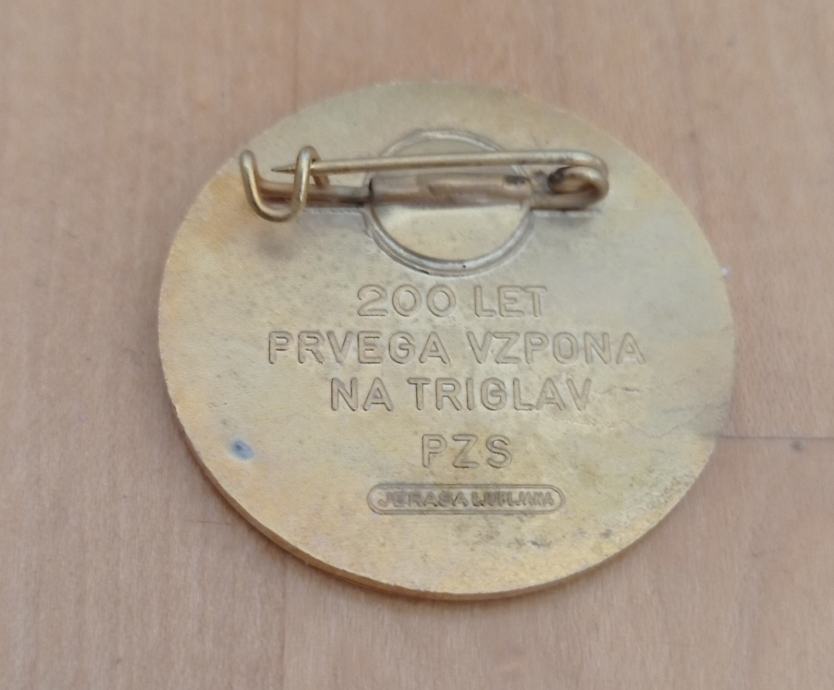 200 LET
PRVEGA VZPONA
NA TRIGLAV
PZS
JERASA LJUBLJANA